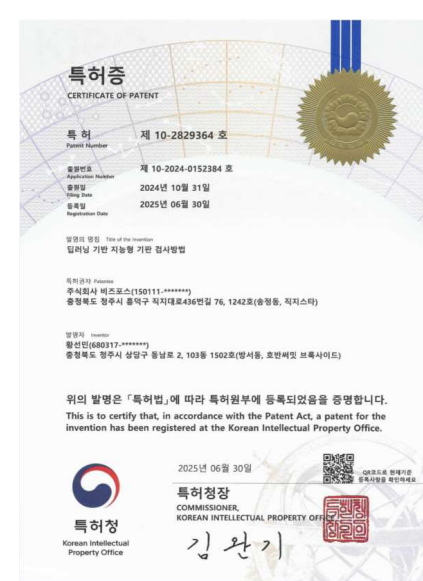 특허증
CERTIFICATE OF PATENT
특 허 제 10-2829364 호
Patent Number
출원번호 제 10-2024-0152384 호
Application Number
출원일 2024년 10월 31일
Filing Date
등록일 2025년 06월 30일
Registration Date
발명의 명칭 Title of the Invention
딥러닝 기반 지능형 기판 검사방법
특허권자 Patentee
주식회사 비즈포스(150111-*******)
충청북도 청주시 흥덕구 직지대로436번길 76, 1242호(송정동, 직지스타)
발명자 Inventor
황선민(680317-*******)
충청북도 청주시 상당구 동남로 2, 103동 1502호(방서동, 호반써밋 브룩사이드)
위의 발명은 「특허법」에 따라 특허원부에 등록되었음을 증명합니다.
This is to certify that, in accordance with the Patent Act, a patent for the
invention has been registered at the Korean Intellectual Property Office.
2025년 06월 30일
QR코드로 현재기준
등록사항을 확인하세요
특허청장
COMMISSIONER,
KOREAN INTELLECTUAL PROPERTY OFFICE
김완기
특허청
Korean Intellectual
Property Office